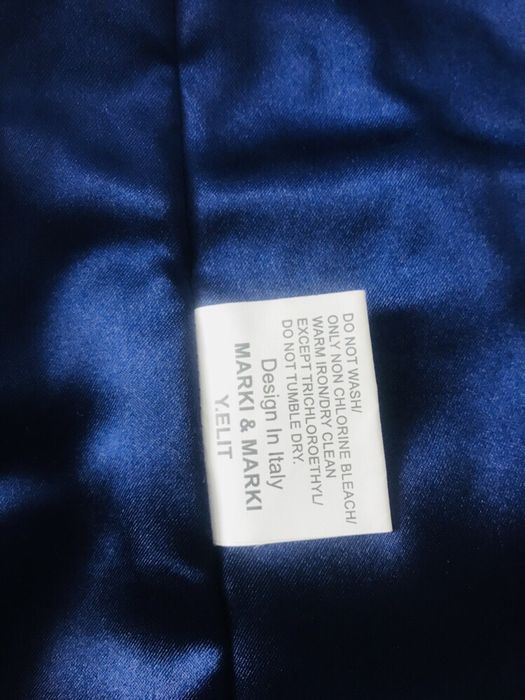 DO NOT WASH/
ONLY NON CHLORINE BLEACH/
WARM IRON/DRY CLEAN
EXCEPT TRICHLOROETHYL/
DO NOT TUMBLE DRY.
Design In Italy
MARKI & MARKI
Y.ELIT